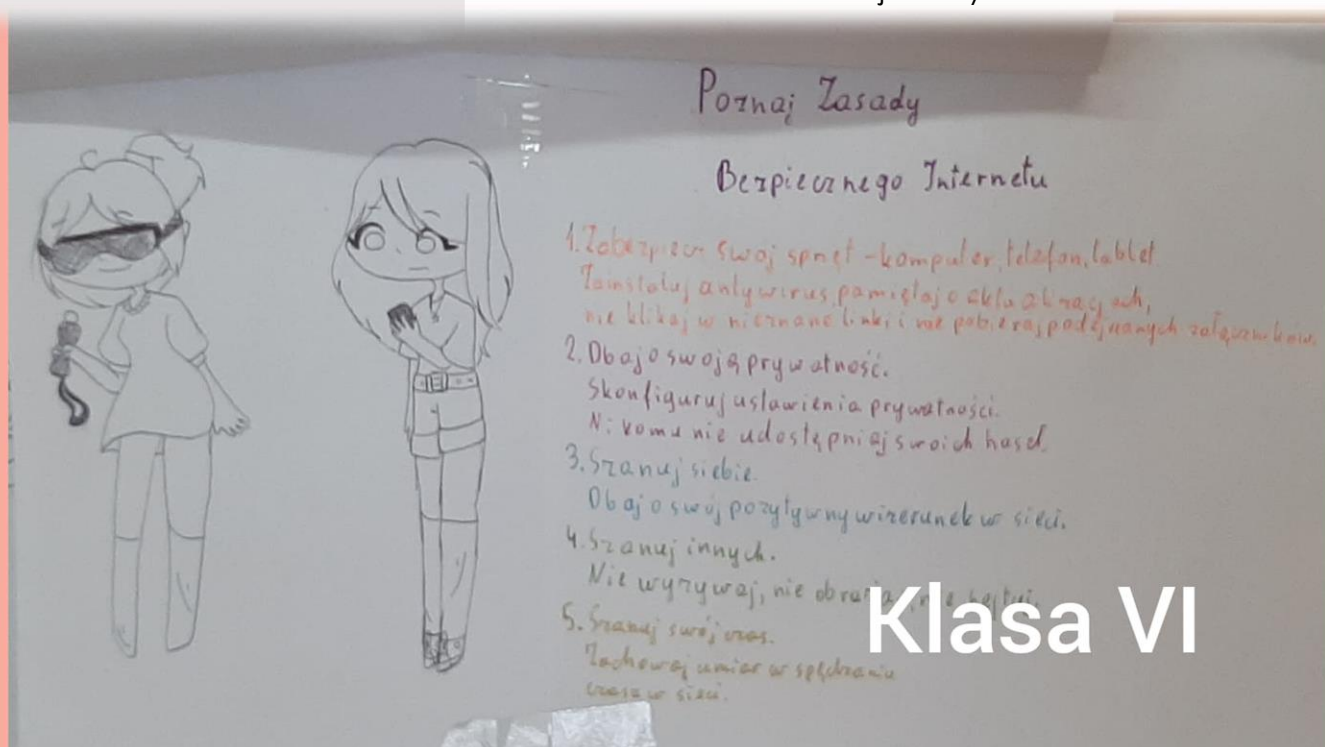 Poznaj Zasady
Bezpiecznego Internetu
1. Zabezpiecz swój sprzęt - komputer, telefon, tablet.
Zainstaluj antywirus, pamiętaj o aktualizacjach,
nie klikaj w nieznane linki i nie pobieraj podejrzanych załączników.
2. Dbaj o swoją prywatność.
Skonfiguruj ustawienia prywatności.
Nikomu nie udostępniaj swoich haseł.
3. Szanuj siebie.
Dbaj o swój pozytywny wizerunek w sieci.
4. Szanuj innych.
Nie wyzywaj, nie obrażaj, nie hejtuj.
5. Szanuj swój czas.
Zachowaj umiar w spędzaniu
czasu w sieci.
Klasa VI